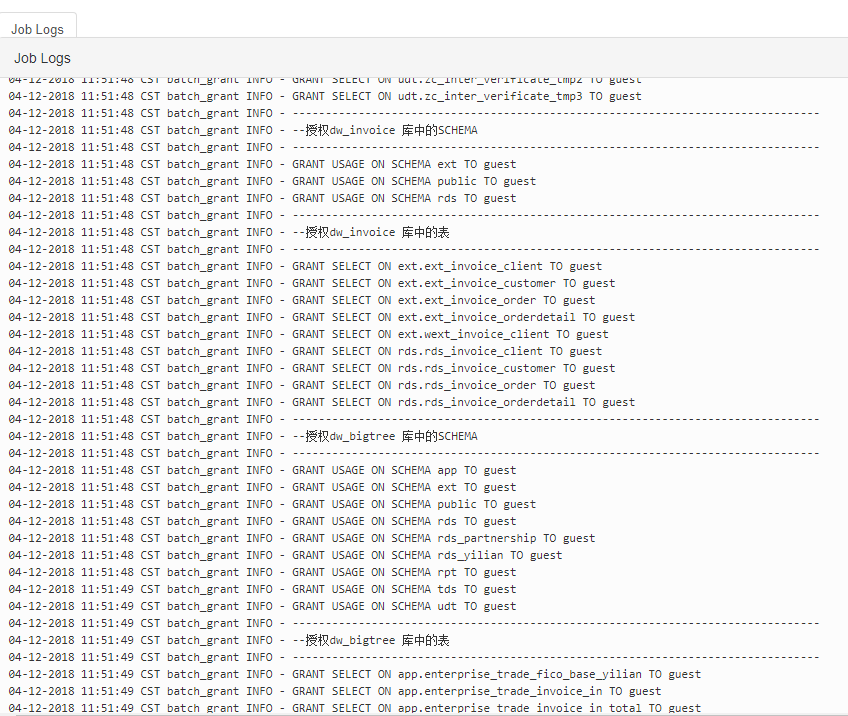 Job Logs
Job Logs
04-12-2018 11:51:48 CST batch_grant INFO - GRANT SELECT ON udt.zc_inter_verificate_tmp2 TO guest
04-12-2018 11:51:48 CST batch_grant INFO - GRANT SELECT ON udt.zc_inter_verificate_tmp3 TO guest
04-12-2018 11:51:48 CST batch_grant INFO - --------------------------------------------------------------------------------
04-12-2018 11:51:48 CST batch_grant INFO - --授权dw_invoice 库中的SCHEMA
04-12-2018 11:51:48 CST batch_grant INFO - --------------------------------------------------------------------------------
04-12-2018 11:51:48 CST batch_grant INFO - GRANT USAGE ON SCHEMA ext TO guest
04-12-2018 11:51:48 CST batch_grant INFO - GRANT USAGE ON SCHEMA public TO guest
04-12-2018 11:51:48 CST batch_grant INFO - GRANT USAGE ON SCHEMA rds TO guest
04-12-2018 11:51:48 CST batch_grant INFO - --------------------------------------------------------------------------------
04-12-2018 11:51:48 CST batch_grant INFO - --授权dw_invoice 库中的表
04-12-2018 11:51:48 CST batch_grant INFO - --------------------------------------------------------------------------------
04-12-2018 11:51:48 CST batch_grant INFO - GRANT SELECT ON ext.ext_invoice_client TO guest
04-12-2018 11:51:48 CST batch_grant INFO - GRANT SELECT ON ext.ext_invoice_customer TO guest
04-12-2018 11:51:48 CST batch_grant INFO - GRANT SELECT ON ext.ext_invoice_order TO guest
04-12-2018 11:51:48 CST batch_grant INFO - GRANT SELECT ON ext.ext_invoice_orderdetail TO guest
04-12-2018 11:51:48 CST batch_grant INFO - GRANT SELECT ON ext.wext_invoice_client TO guest
04-12-2018 11:51:48 CST batch_grant INFO - GRANT SELECT ON rds.rds_invoice_client TO guest
04-12-2018 11:51:48 CST batch_grant INFO - GRANT SELECT ON rds.rds_invoice_customer TO guest
04-12-2018 11:51:48 CST batch_grant INFO - GRANT SELECT ON rds.rds_invoice_order TO guest
04-12-2018 11:51:48 CST batch_grant INFO - GRANT SELECT ON rds.rds_invoice_orderdetail TO guest
04-12-2018 11:51:48 CST batch_grant INFO - --------------------------------------------------------------------------------
04-12-2018 11:51:48 CST batch_grant INFO - --授权dw_bigtree 库中的SCHEMA
04-12-2018 11:51:48 CST batch_grant INFO - --------------------------------------------------------------------------------
04-12-2018 11:51:48 CST batch_grant INFO - GRANT USAGE ON SCHEMA app TO guest
04-12-2018 11:51:48 CST batch_grant INFO - GRANT USAGE ON SCHEMA ext TO guest
04-12-2018 11:51:48 CST batch_grant INFO - GRANT USAGE ON SCHEMA public TO guest
04-12-2018 11:51:48 CST batch_grant INFO - GRANT USAGE ON SCHEMA rds TO guest
04-12-2018 11:51:48 CST batch_grant INFO - GRANT USAGE ON SCHEMA rds_partnership TO guest
04-12-2018 11:51:48 CST batch_grant INFO - GRANT USAGE ON SCHEMA rds_yilian TO guest
04-12-2018 11:51:48 CST batch_grant INFO - GRANT USAGE ON SCHEMA rpt TO guest
04-12-2018 11:51:49 CST batch_grant INFO - GRANT USAGE ON SCHEMA tds TO guest
04-12-2018 11:51:49 CST batch_grant INFO - GRANT USAGE ON SCHEMA udt TO guest
04-12-2018 11:51:49 CST batch_grant INFO - --------------------------------------------------------------------------------
04-12-2018 11:51:49 CST batch_grant INFO - --授权dw_bigtree 库中的表
04-12-2018 11:51:49 CST batch_grant INFO - --------------------------------------------------------------------------------
04-12-2018 11:51:49 CST batch_grant INFO - GRANT SELECT ON app.enterprise_trade_fico_base_yilian TO guest
04-12-2018 11:51:49 CST batch_grant INFO - GRANT SELECT ON app.enterprise_trade_invoice_in TO guest
04-12-2018 11:51:49 CST batch_grant INFO - GRANT SELECT ON app.enterprise_trade_invoice_in_total TO guest